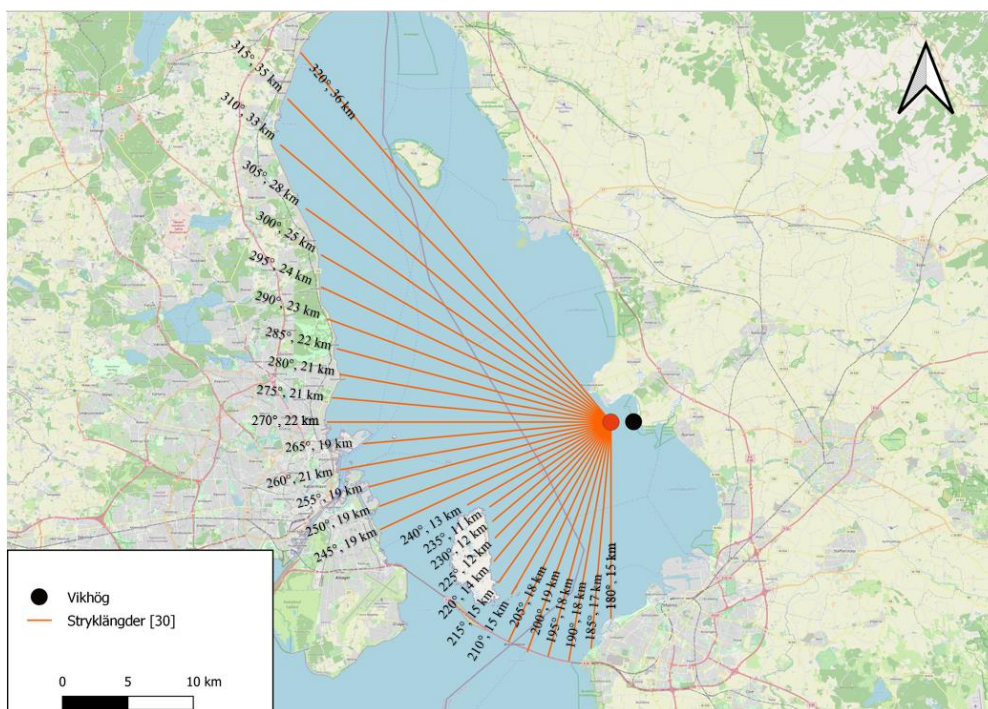 315°, 35 km
320°, 36 km
310°, 33 km
305°, 28 km
300°, 25 km
295°, 24 km
290°, 23 km
285°, 22 km
280°, 21 km
275°, 21 km
270°, 22 km
265°, 19 km
260°, 21 km
255°, 19 km
250°, 19 km
245°, 19 km
240°, 13 km
235°, 11 km
230°, 12 km
225°, 12 km
220°, 14 km
215°, 15 km
210°, 15 km
205°, 18 km
200°, 19 km
195°, 18 km
190°, 18 km
185°, 17 km
180°, 15 km
Vikhög
Stryklängder [30]
0 5 10 km